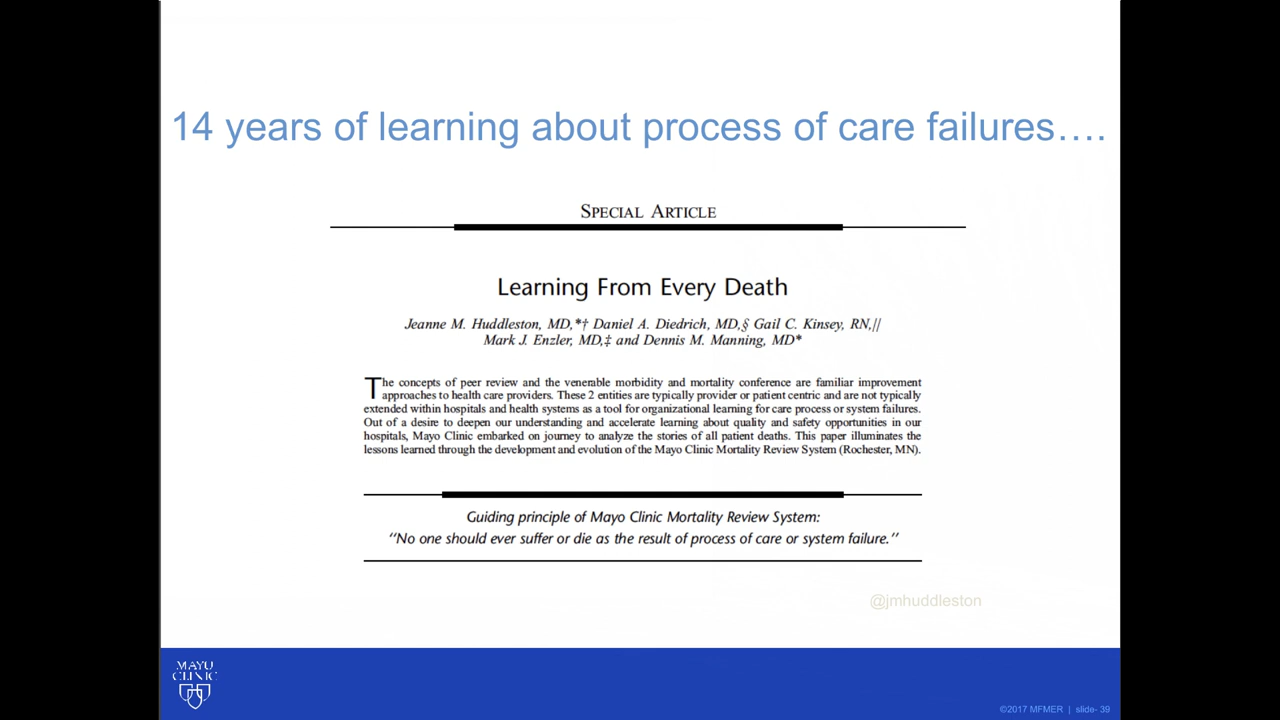 14 years of learning about process of care failures….
SPECIAL ARTICLE
Learning From Every Death
Jeanne M. Huddleston, MD,*† Daniel A. Diedrich, MD,§ Gail C. Kinsey, RN,||
Mark J. Enzler, MD,‡ and Dennis M. Manning, MD*
The concepts of peer review and the venerable morbidity and mortality conference are familiar improvement
approaches to health care providers. These 2 entities are typically provider or patient centric and are not typically
extended within hospitals and health systems as a tool for organizational learning for care process or system failures.
Out of a desire to deepen our understanding and accelerate learning about quality and safety opportunities in our
hospitals, Mayo Clinic embarked on journey to analyze the stories of all patient deaths. This paper illuminates the
lessons learned through the development and evolution of the Mayo Clinic Mortality Review System (Rochester, MN).
Guiding principle of Mayo Clinic Mortality Review System:
‘‘No one should ever suffer or die as the result of process of care or system failure.’’
@jmhuddleston
MAYO
CLINIC
©2017 MFMER | slide- 39